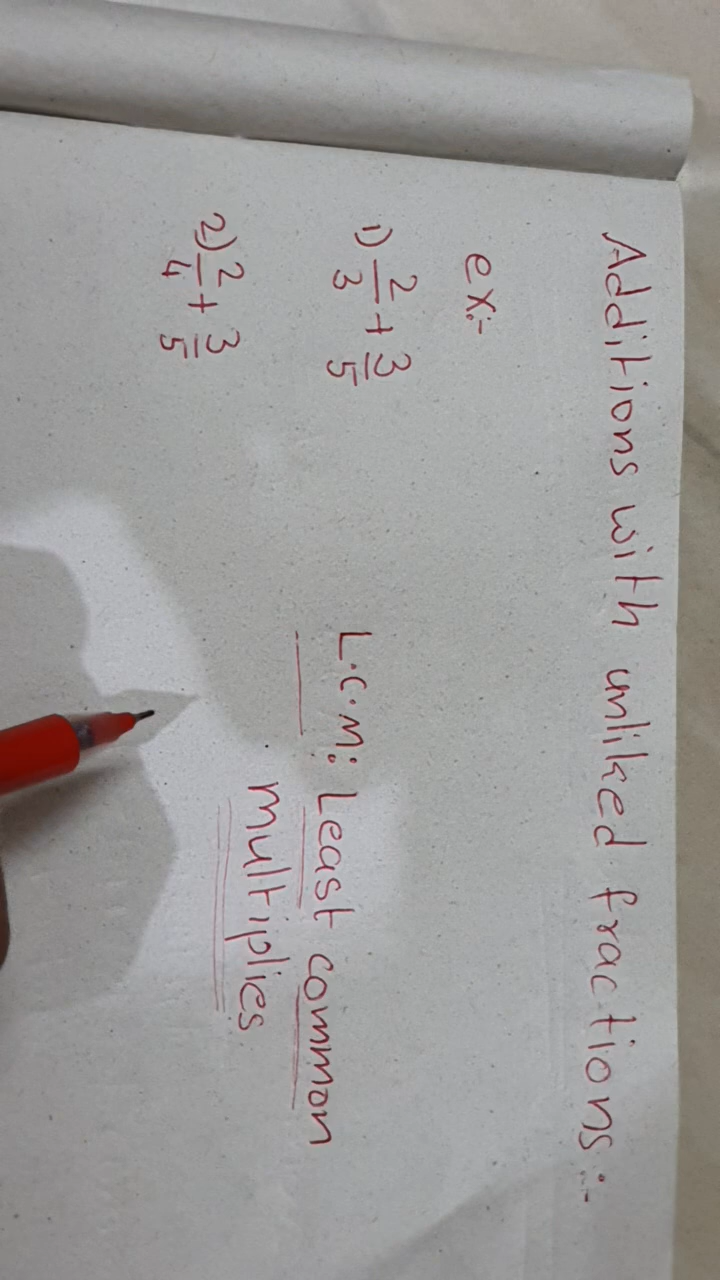 Additions with unliked fractions :-
ex:-
1) 2/3 + 3/5
L.C.M: Least common
multiplies
2) 2/4 + 3/5